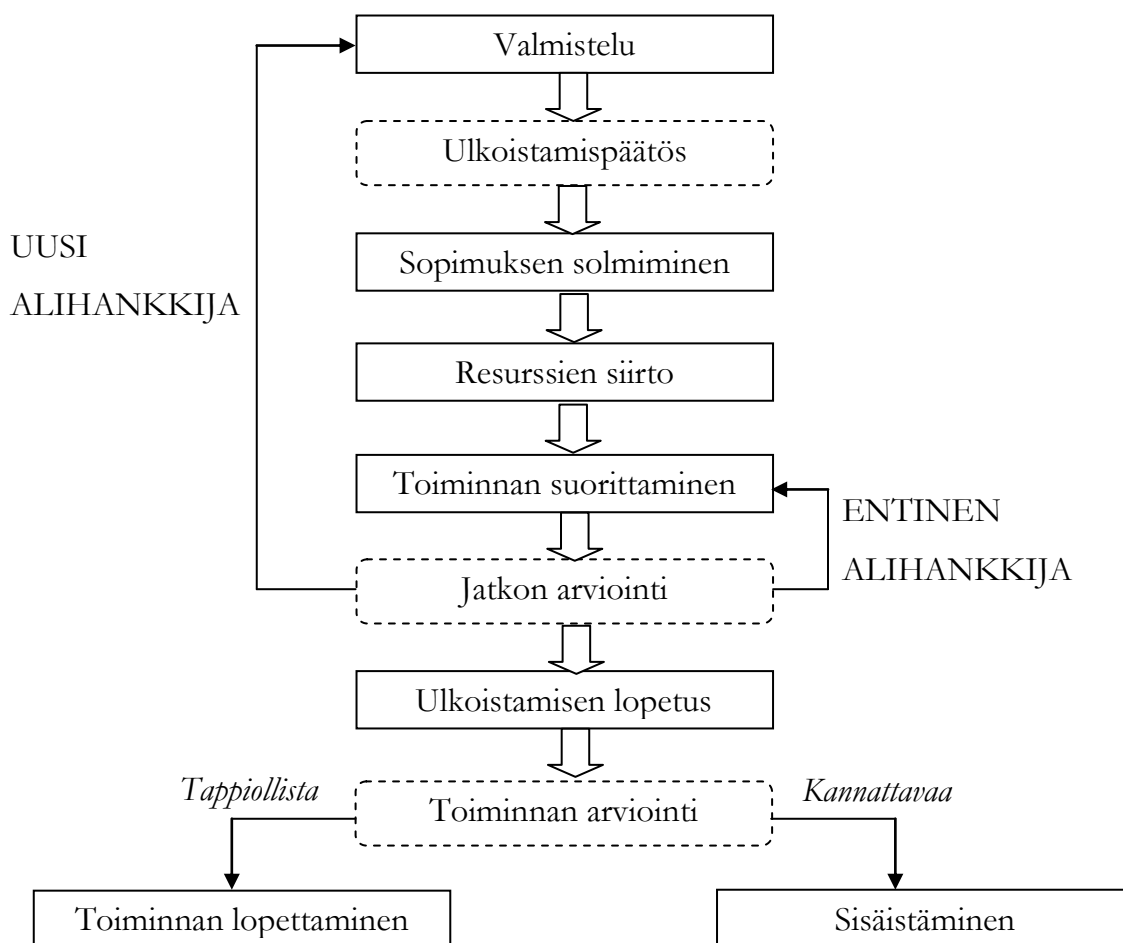 Valmistelu
Ulkoistamispäätös
UUSI
ALIHANKKIJA
Sopimuksen solmiminen
Resurssien siirto
Toiminnan suorittaminen
ENTINEN
ALIHANKKIJA
Jatkon arviointi
Ulkoistamisen lopetus
Tappiollista
Kannattavaa
Toiminnan arviointi
Toiminnan lopettaminen
Sisäistäminen